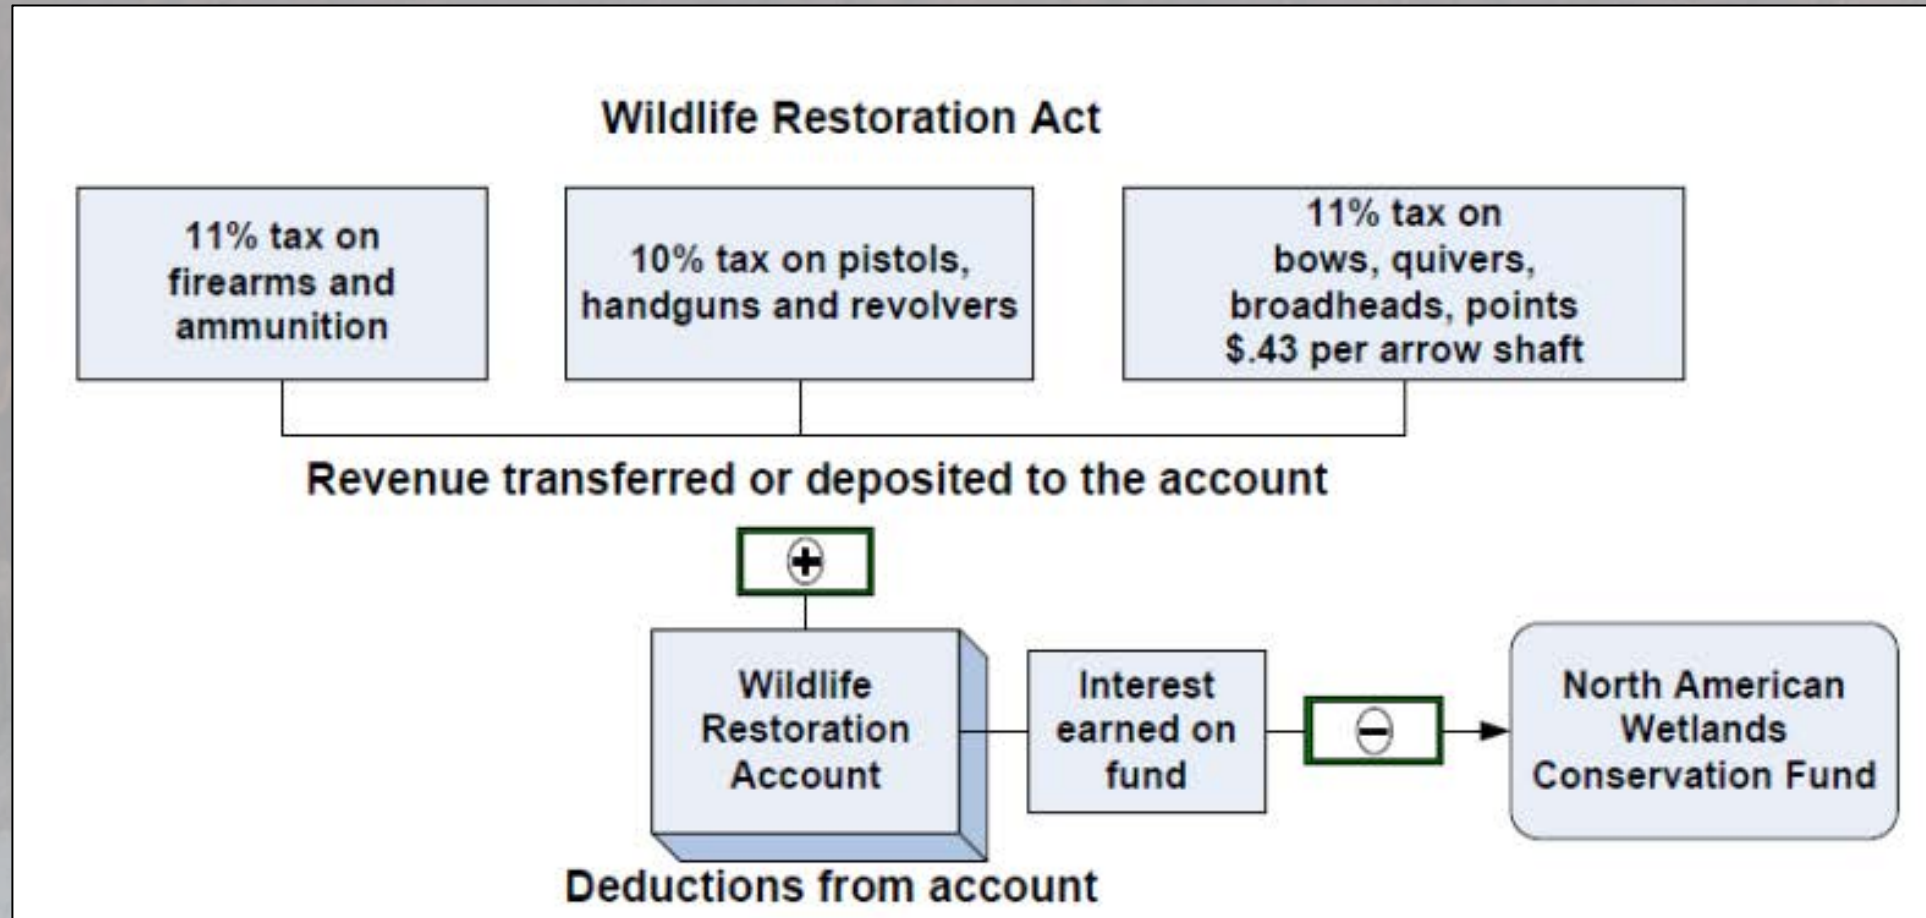 Wildlife Restoration Act
11% tax on
firearms and
ammunition
10% tax on pistols,
handguns and revolvers
11% tax on
bows, quivers,
broadheads, points
$.43 per arrow shaft
Revenue transferred or deposited to the account
+
Wildlife
Restoration
Account
Interest
earned on
fund
−
North American
Wetlands
Conservation Fund
Deductions from account